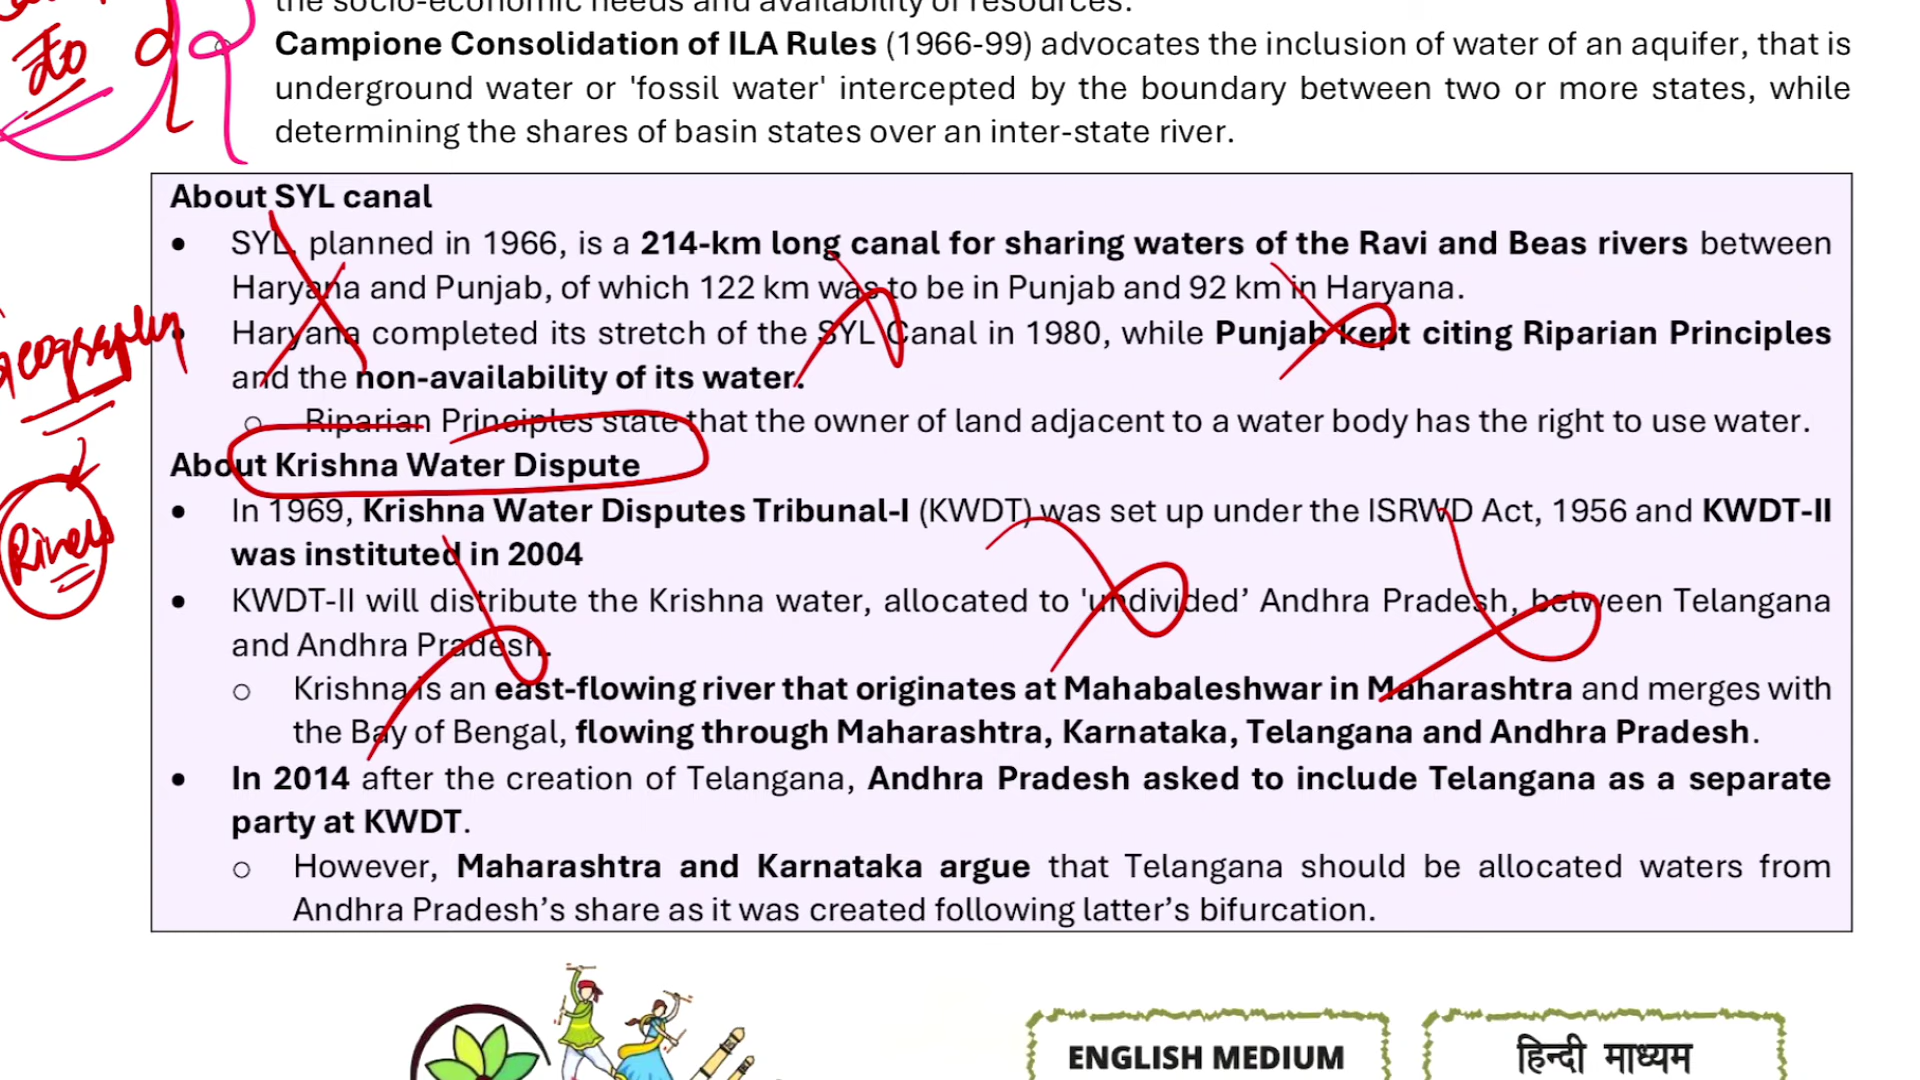 the socio-economic needs and availability of resources.
Campione Consolidation of ILA Rules (1966-99) advocates the inclusion of water of an aquifer, that is
underground water or 'fossil water' intercepted by the boundary between two or more states, while
determining the shares of basin states over an inter-state river.
About SYL canal
• SYL, planned in 1966, is a 214-km long canal for sharing waters of the Ravi and Beas rivers between
Haryana and Punjab, of which 122 km was to be in Punjab and 92 km in Haryana.
• Haryana completed its stretch of the SYL Canal in 1980, while Punjab kept citing Riparian Principles
and the non-availability of its water.
○ Riparian Principles state that the owner of land adjacent to a water body has the right to use water.
About Krishna Water Dispute
• In 1969, Krishna Water Disputes Tribunal-I (KWDT) was set up under the ISRWD Act, 1956 and KWDT-II
was instituted in 2004
• KWDT-II will distribute the Krishna water, allocated to 'undivided’ Andhra Pradesh, between Telangana
and Andhra Pradesh.
○ Krishna is an east-flowing river that originates at Mahabaleshwar in Maharashtra and merges with
the Bay of Bengal, flowing through Maharashtra, Karnataka, Telangana and Andhra Pradesh.
• In 2014 after the creation of Telangana, Andhra Pradesh asked to include Telangana as a separate
party at KWDT.
○ However, Maharashtra and Karnataka argue that Telangana should be allocated waters from
Andhra Pradesh’s share as it was created following latter’s bifurcation.
Geography
Rivers
ENGLISH MEDIUM
हिन्दी माध्यम